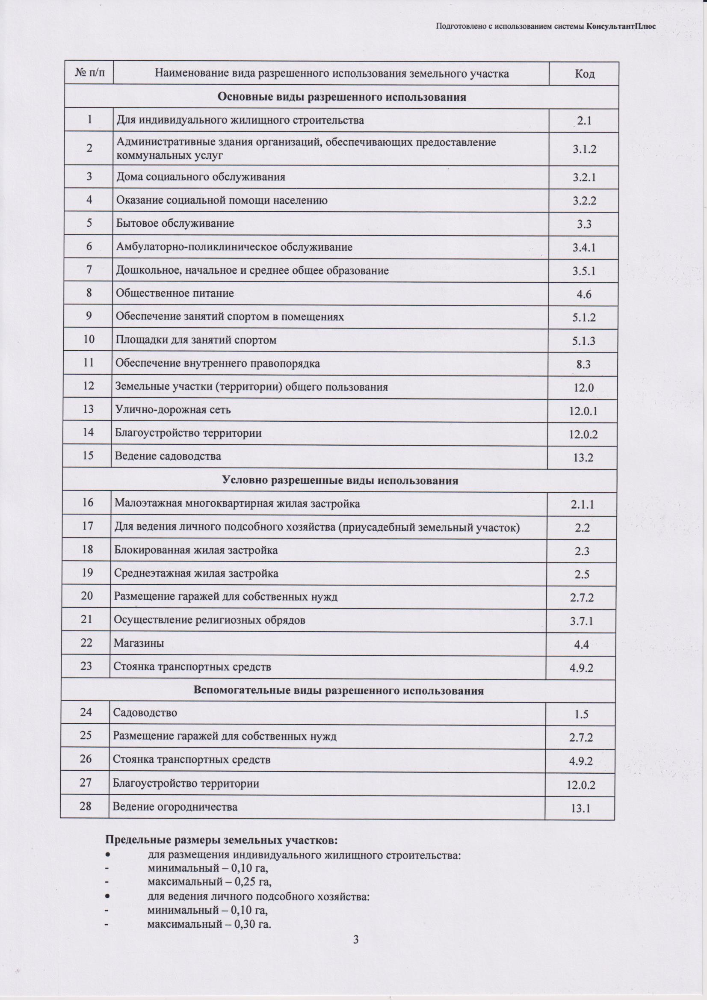 Подготовлено с использованием системы КонсультантПлюс
№ п/п Наименование вида разрешенного использования земельного участка Код
Основные виды разрешенного использования
1 Для индивидуального жилищного строительства 2.1
2 Административные здания организаций, обеспечивающих предоставление
коммунальных услуг 3.1.2
3 Дома социального обслуживания 3.2.1
4 Оказание социальной помощи населению 3.2.2
5 Бытовое обслуживание 3.3
6 Амбулаторно-поликлиническое обслуживание 3.4.1
7 Дошкольное, начальное и среднее общее образование 3.5.1
8 Общественное питание 4.6
9 Обеспечение занятий спортом в помещениях 5.1.2
10 Площадки для занятий спортом 5.1.3
11 Обеспечение внутреннего правопорядка 8.3
12 Земельные участки (территории) общего пользования 12.0
13 Улично-дорожная сеть 12.0.1
14 Благоустройство территории 12.0.2
15 Ведение садоводства 13.2
Условно разрешенные виды использования
16 Малоэтажная многоквартирная жилая застройка 2.1.1
17 Для ведения личного подсобного хозяйства (приусадебный земельный участок) 2.2
18 Блокированная жилая застройка 2.3
19 Среднеэтажная жилая застройка 2.5
20 Размещение гаражей для собственных нужд 2.7.2
21 Осуществление религиозных обрядов 3.7.1
22 Магазины 4.4
23 Стоянка транспортных средств 4.9.2
Вспомогательные виды разрешенного использования
24 Садоводство 1.5
25 Размещение гаражей для собственных нужд 2.7.2
26 Стоянка транспортных средств 4.9.2
27 Благоустройство территории 12.0.2
28 Ведение огородничества 13.1
Предельные размеры земельных участков:
• для размещения индивидуального жилищного строительства:
- минимальный – 0,10 га,
- максимальный – 0,25 га,
• для ведения личного подсобного хозяйства:
- минимальный – 0,10 га,
- максимальный – 0,30 га.
3